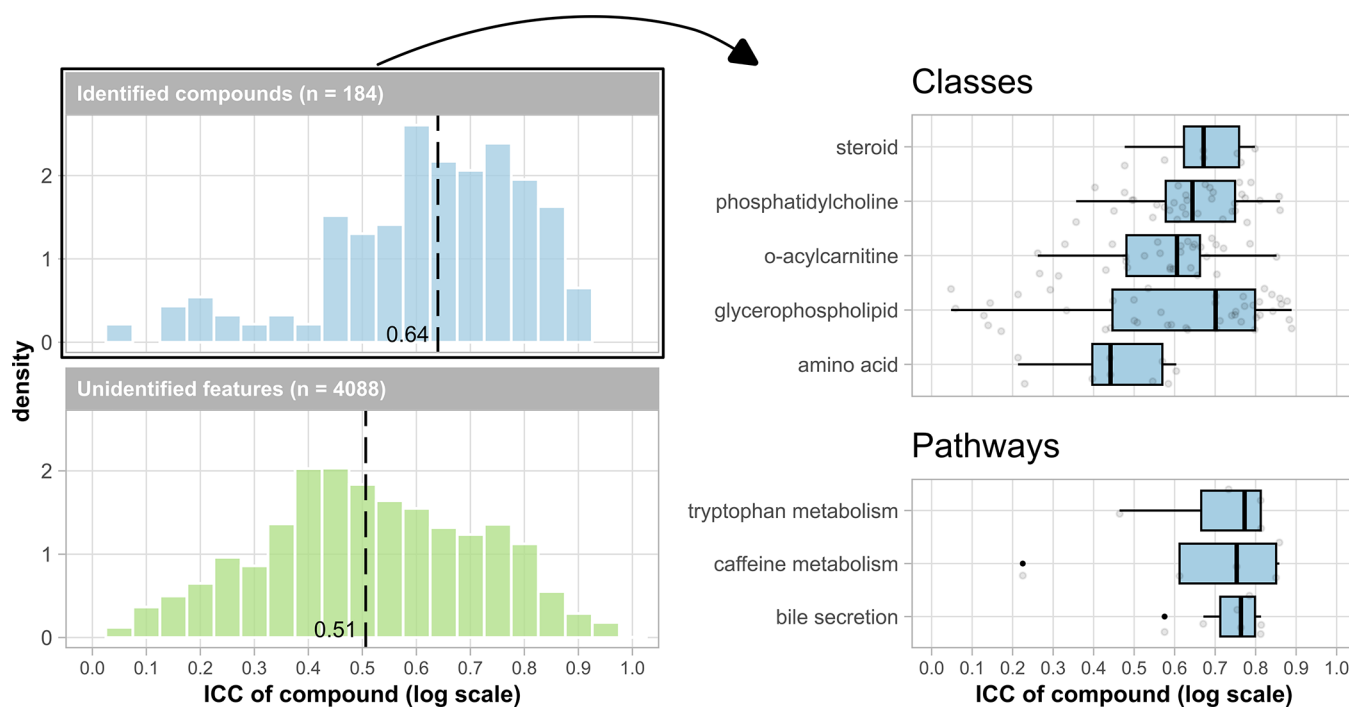 Identified compounds (n = 184)
2
1
0
0.64
density
Unidentified features (n = 4088)
2
1
0
0.51
0.0 0.1 0.2 0.3 0.4 0.5 0.6 0.7 0.8 0.9 1.0
ICC of compound (log scale)
Classes
steroid
phosphatidylcholine
o-acylcarnitine
glycerophospholipid
amino acid
Pathways
tryptophan metabolism
caffeine metabolism
bile secretion
0.0 0.1 0.2 0.3 0.4 0.5 0.6 0.7 0.8 0.9 1.0
ICC of compound (log scale)